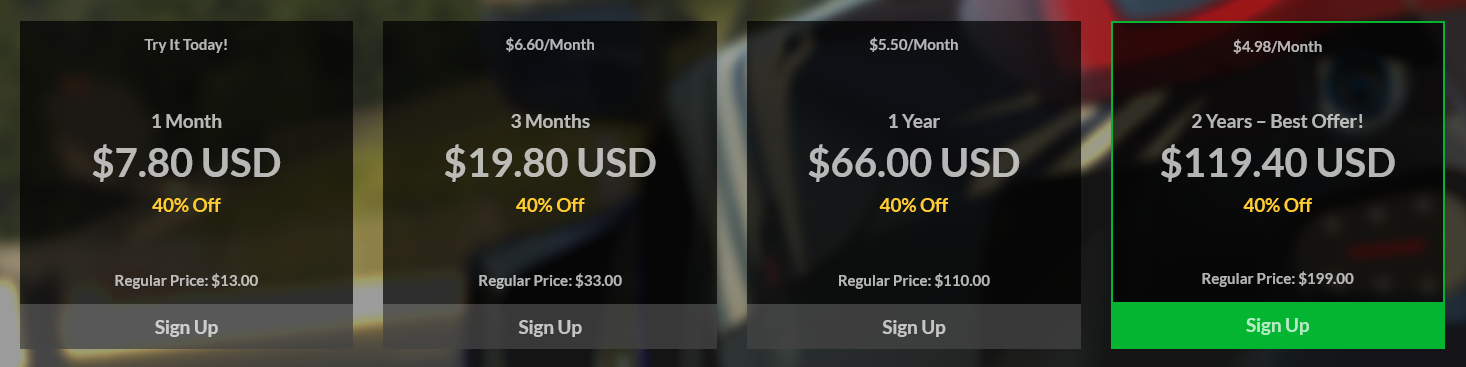 Try It Today!
1 Month
$7.80 USD
40% Off
Regular Price: $13.00
Sign Up
$6.60/Month
3 Months
$19.80 USD
40% Off
Regular Price: $33.00
Sign Up
$5.50/Month
1 Year
$66.00 USD
40% Off
Regular Price: $110.00
Sign Up
$4.98/Month
2 Years – Best Offer!
$119.40 USD
40% Off
Regular Price: $199.00
Sign Up